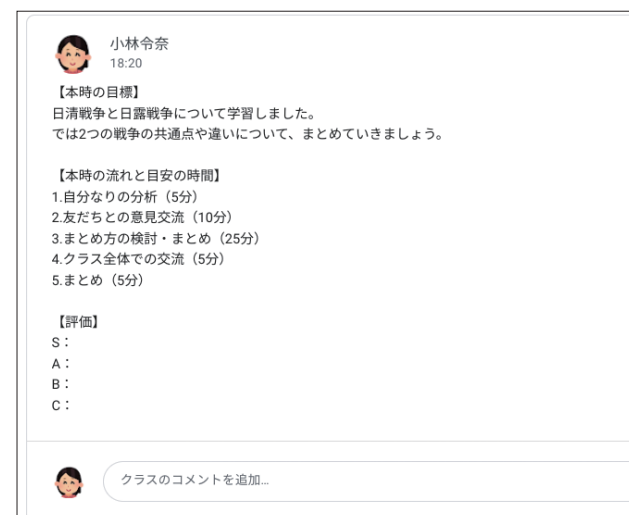 小林令奈
18:20
【本時の目標】
日清戦争と日露戦争について学習しました。
では2つの戦争の共通点や違いについて、まとめていきましょう。
【本時の流れと目安の時間】
1.自分なりの分析（5分）
2.友だちとの意見交流（10分）
3.まとめ方の検討・まとめ（25分）
4.クラス全体での交流（5分）
5.まとめ（5分）
【評価】
S：
A：
B：
C：
クラスのコメントを追加…